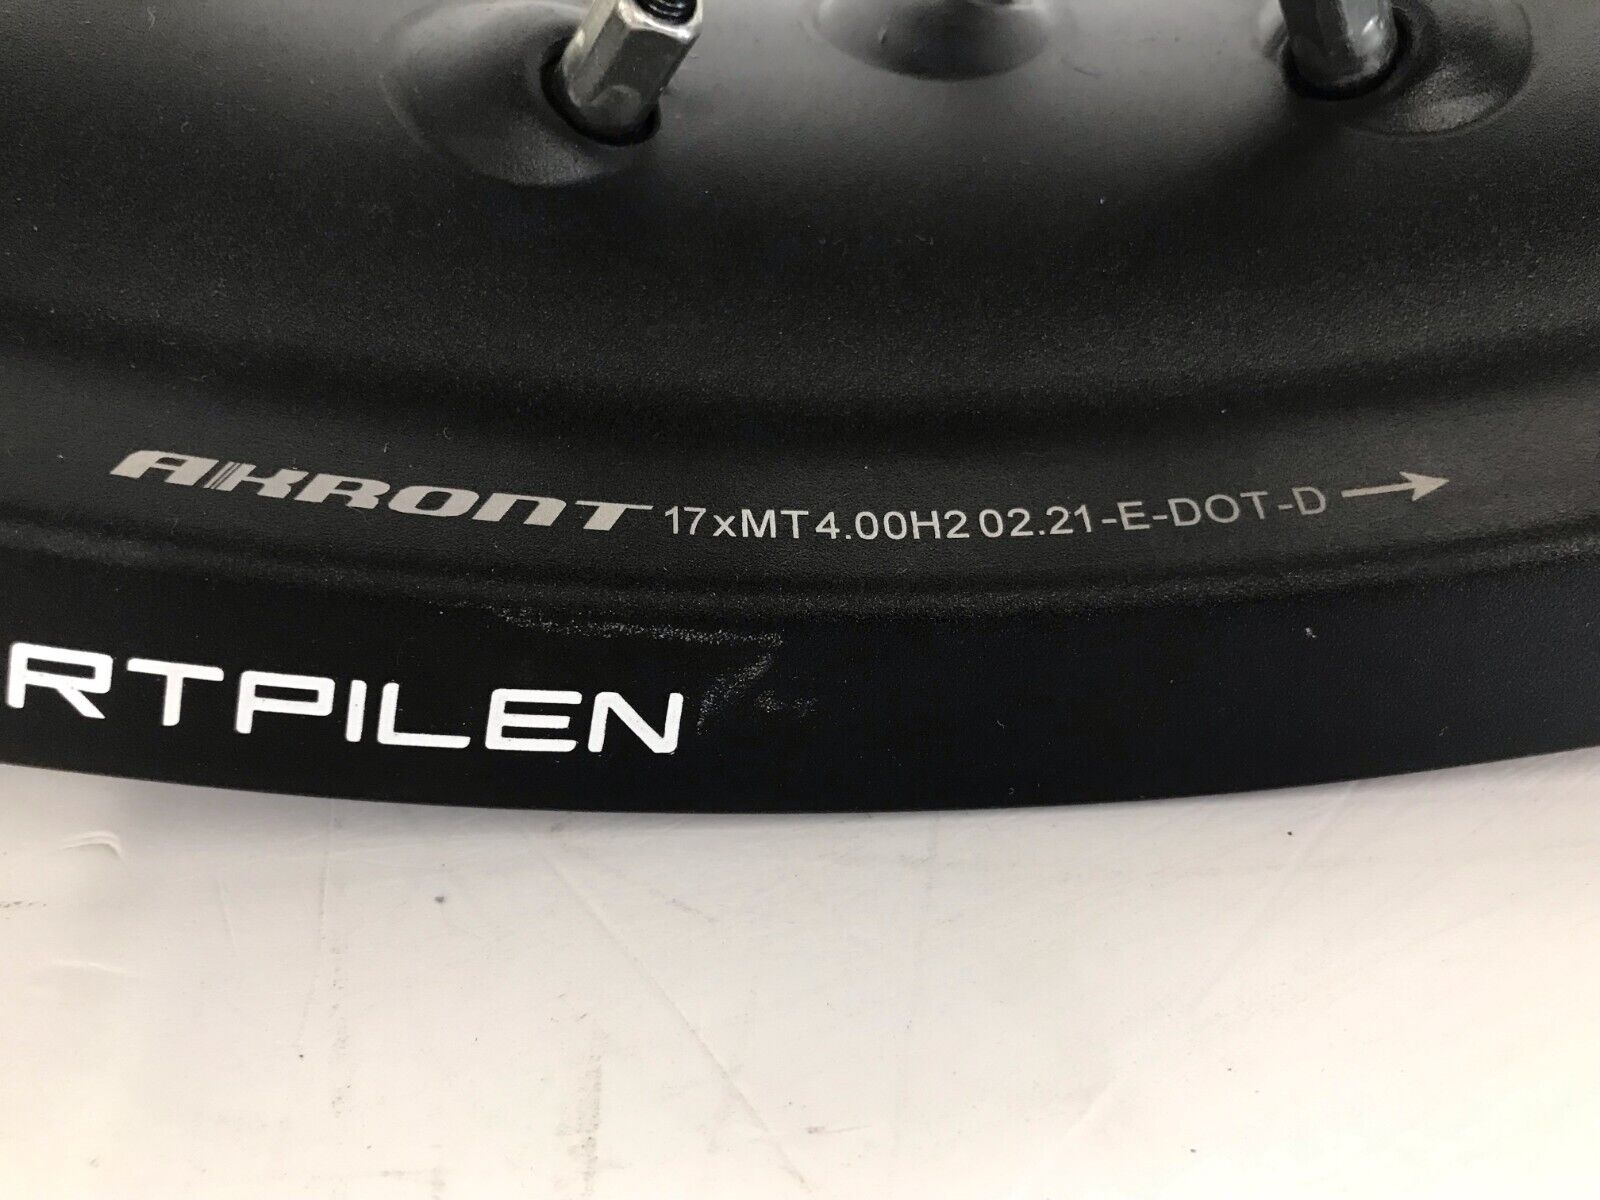 AKRONT 17xMT4.00H2 02.21-E-DOT-D →
RTPILEN